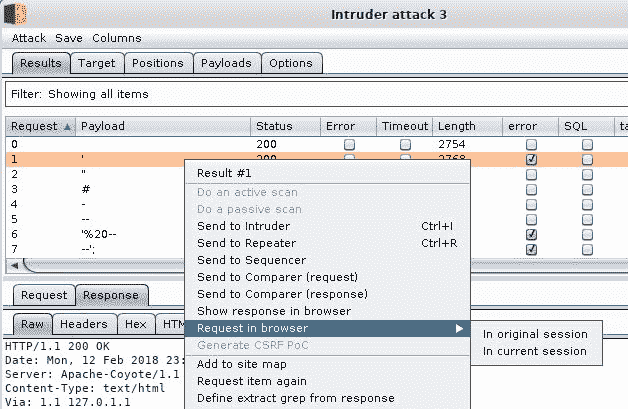 Intruder attack 3
Attack Save Columns
Results Target Positions Payloads Options
Filter: Showing all items
Request Payload Status Error Timeout Length error SQL
0 200 2754
1 ' 200 2768
2 "
3 #
4 -
5 --
6 '%20--
7 --';
Result #1
Do an active scan
Do a passive scan
Send to Intruder Ctrl+I
Send to Repeater Ctrl+R
Send to Sequencer
Send to Comparer (request)
Send to Comparer (response)
Show response in browser
Request in browser
In original session
In current session
Generate CSRF PoC
Add to site map
Request item again
Define extract grep from response
Request Response
Raw Headers Hex
HTTP/1.1 200 OK
Date: Mon, 12 Feb 2018 23:
Server: Apache-Coyote/1.1
Content-Type: text/html
Via: 1.1 127.0.1.1